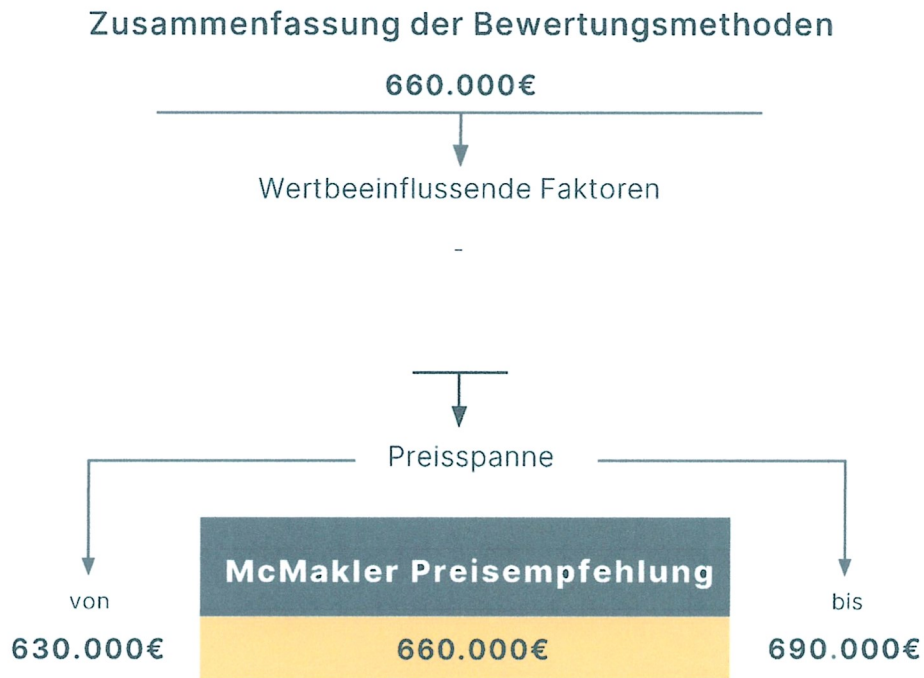 Zusammenfassung der Bewertungsmethoden
660.000€
Wertbeeinflussende Faktoren
-
Preisspanne
McMakler Preisempfehlung
von
bis
630.000€
660.000€
690.000€